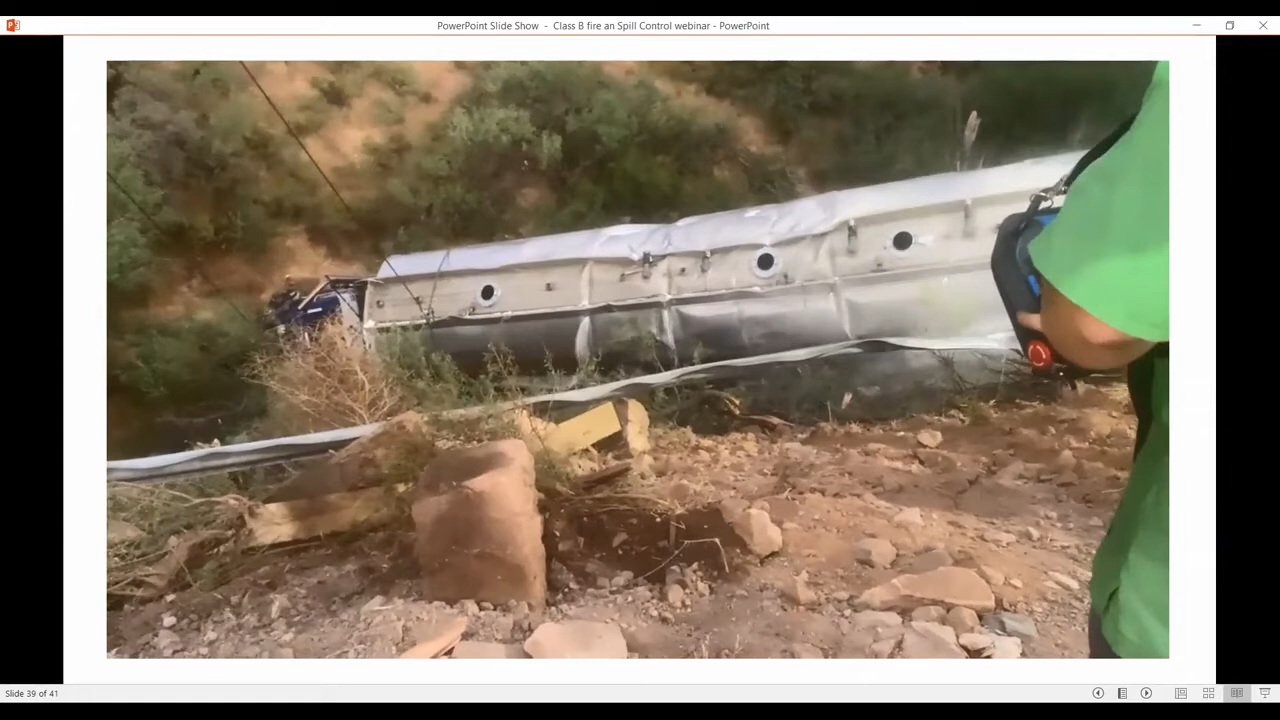 PowerPoint Slide Show - Class B fire an Spill Control webinar - PowerPoint
Slide 39 of 41